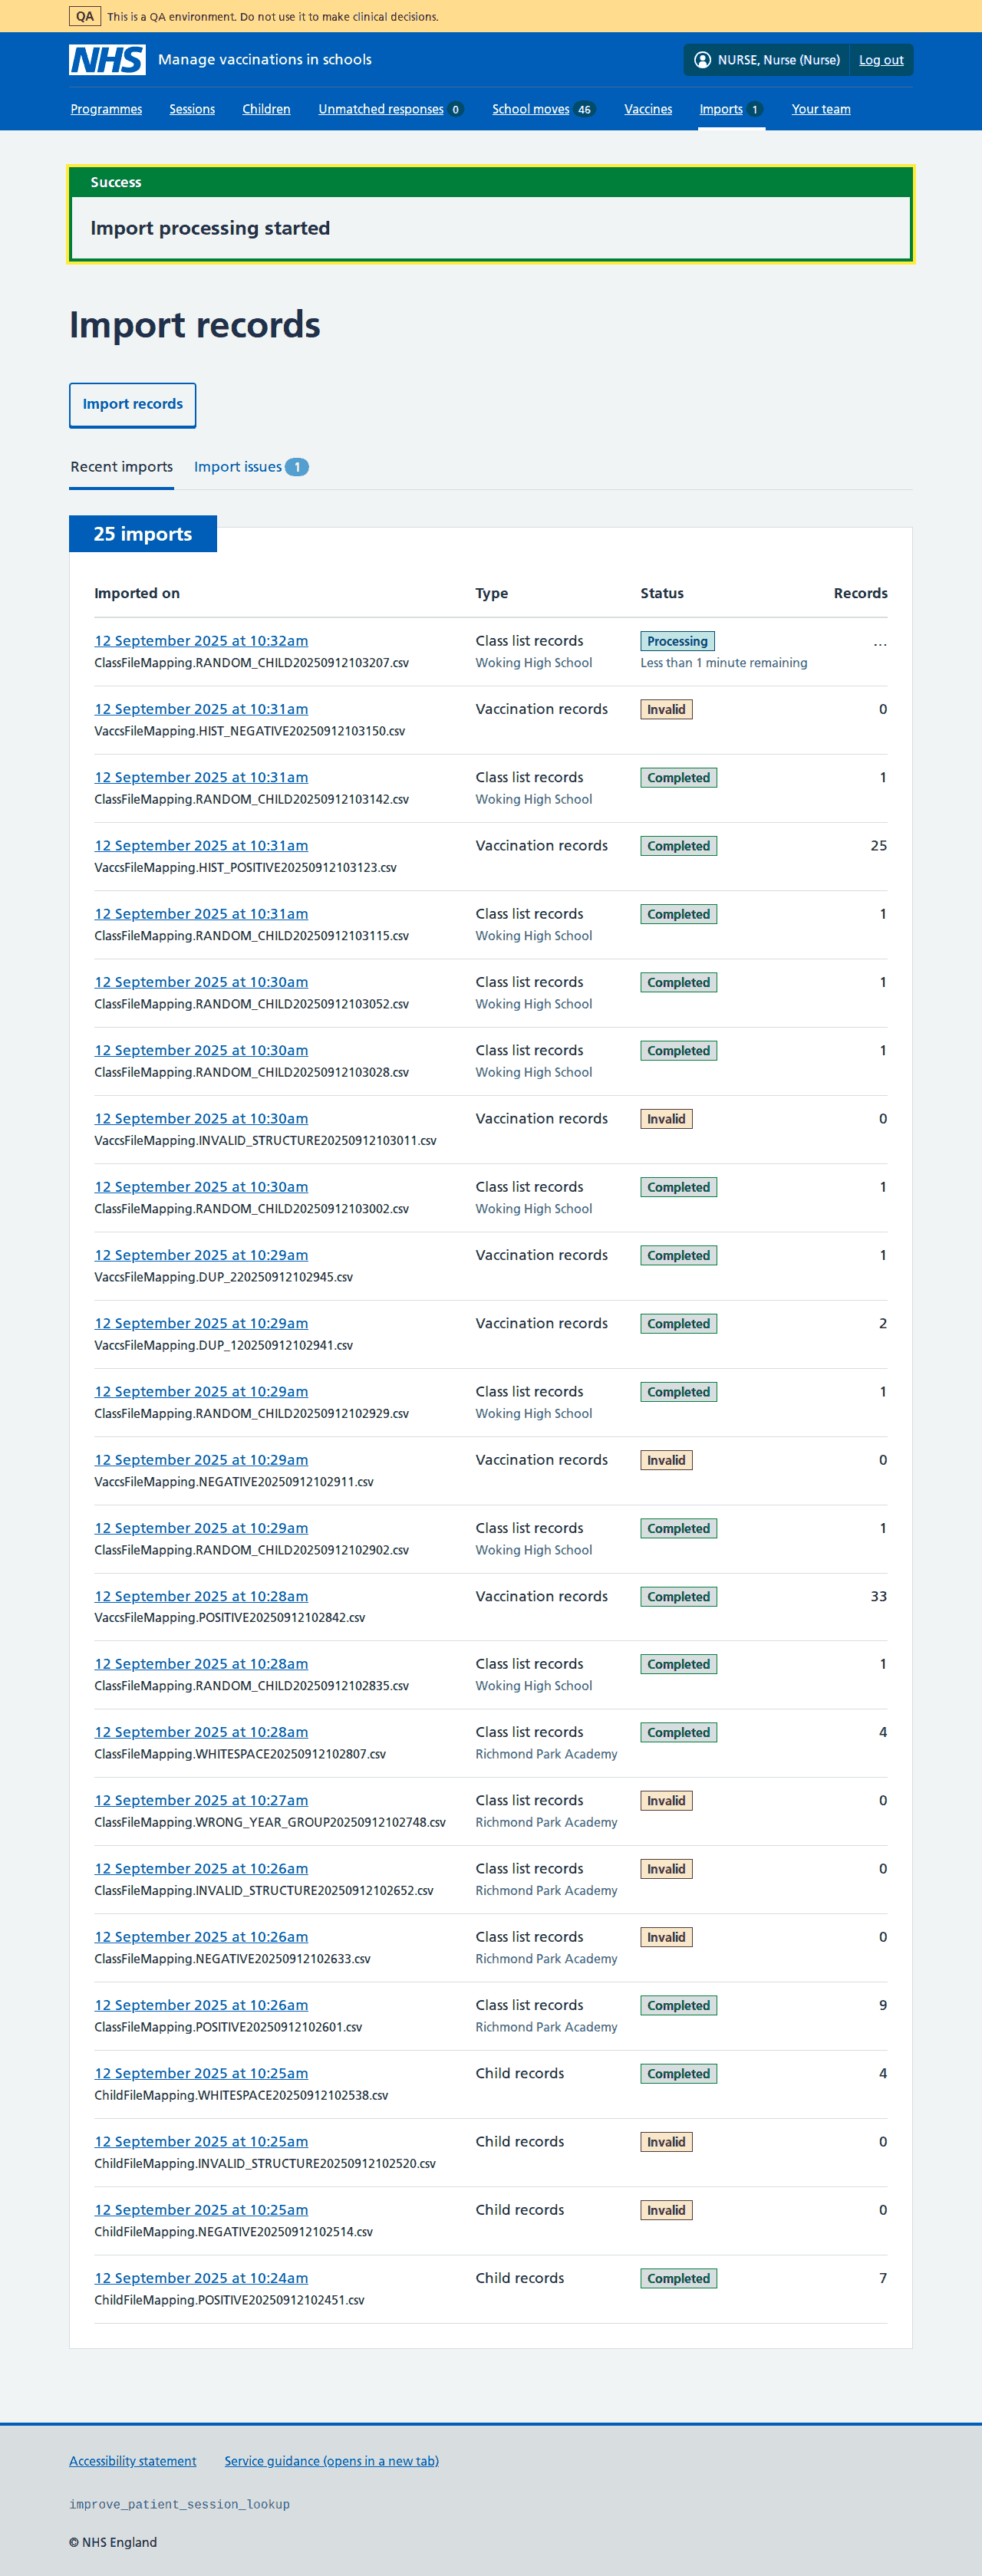 QA This is a QA environment. Do not use it to make clinical decisions.
NHS Manage vaccinations in schools NURSE, Nurse (Nurse) Log out
Programmes Sessions Children Unmatched responses 0 School moves 46 Vaccines Imports 1 Your team
Success
Import processing started
Import records
Import records
Recent imports Import issues 1
25 imports
Imported on Type Status Records
12 September 2025 at 10:32am Class list records Processing ...
ClassFileMapping.RANDOM_CHILD20250912103207.csv Woking High School Less than 1 minute remaining
12 September 2025 at 10:31am Vaccination records Invalid 0
VaccsFileMapping.HIST_NEGATIVE20250912103150.csv
12 September 2025 at 10:31am Class list records Completed 1
ClassFileMapping.RANDOM_CHILD20250912103142.csv Woking High School
12 September 2025 at 10:31am Vaccination records Completed 25
VaccsFileMapping.HIST_POSITIVE20250912103123.csv
12 September 2025 at 10:31am Class list records Completed 1
ClassFileMapping.RANDOM_CHILD20250912103115.csv Woking High School
12 September 2025 at 10:30am Class list records Completed 1
ClassFileMapping.RANDOM_CHILD20250912103052.csv Woking High School
12 September 2025 at 10:30am Class list records Completed 1
ClassFileMapping.RANDOM_CHILD20250912103028.csv Woking High School
12 September 2025 at 10:30am Vaccination records Invalid 0
VaccsFileMapping.INVALID_STRUCTURE20250912103011.csv
12 September 2025 at 10:30am Class list records Completed 1
ClassFileMapping.RANDOM_CHILD20250912103002.csv Woking High School
12 September 2025 at 10:29am Vaccination records Completed 1
VaccsFileMapping.DUP_220250912102945.csv
12 September 2025 at 10:29am Vaccination records Completed 2
VaccsFileMapping.DUP_120250912102941.csv
12 September 2025 at 10:29am Class list records Completed 1
ClassFileMapping.RANDOM_CHILD20250912102929.csv Woking High School
12 September 2025 at 10:29am Vaccination records Invalid 0
VaccsFileMapping.NEGATIVE20250912102911.csv
12 September 2025 at 10:29am Class list records Completed 1
ClassFileMapping.RANDOM_CHILD20250912102902.csv Woking High School
12 September 2025 at 10:28am Vaccination records Completed 33
VaccsFileMapping.POSITIVE20250912102842.csv
12 September 2025 at 10:28am Class list records Completed 1
ClassFileMapping.RANDOM_CHILD20250912102835.csv Woking High School
12 September 2025 at 10:28am Class list records Completed 4
ClassFileMapping.WHITESPACE20250912102807.csv Richmond Park Academy
12 September 2025 at 10:27am Class list records Invalid 0
ClassFileMapping.WRONG_YEAR_GROUP20250912102748.csv Richmond Park Academy
12 September 2025 at 10:26am Class list records Invalid 0
ClassFileMapping.INVALID_STRUCTURE20250912102652.csv Richmond Park Academy
12 September 2025 at 10:26am Class list records Invalid 0
ClassFileMapping.NEGATIVE20250912102633.csv Richmond Park Academy
12 September 2025 at 10:26am Class list records Completed 9
ClassFileMapping.POSITIVE20250912102601.csv Richmond Park Academy
12 September 2025 at 10:25am Child records Completed 4
ChildFileMapping.WHITESPACE20250912102538.csv
12 September 2025 at 10:25am Child records Invalid 0
ChildFileMapping.INVALID_STRUCTURE20250912102520.csv
12 September 2025 at 10:25am Child records Invalid 0
ChildFileMapping.NEGATIVE20250912102514.csv
12 September 2025 at 10:24am Child records Completed 7
ChildFileMapping.POSITIVE20250912102451.csv
Accessibility statement Service guidance (opens in a new tab)
improve_patient_session_lookup
© NHS England